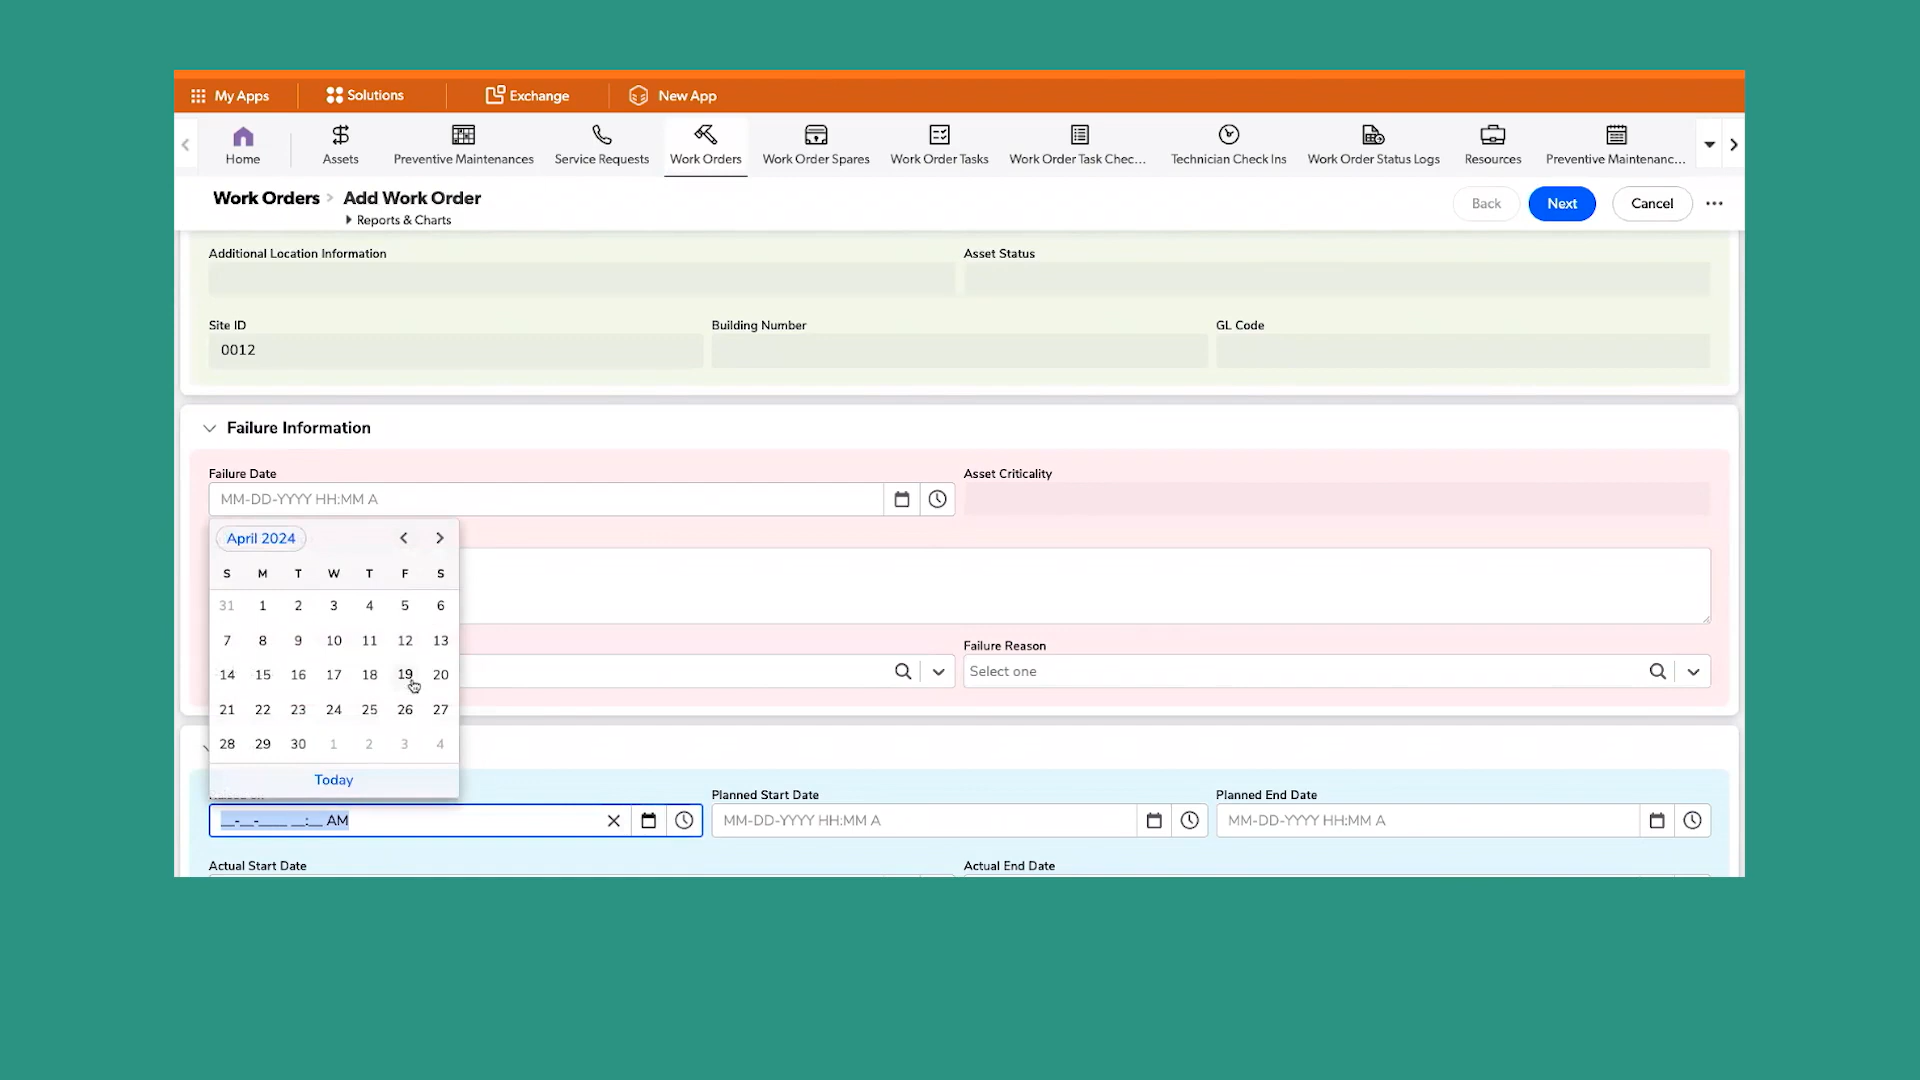 My Apps
Solutions
Exchange
New App
Home
Assets
Preventive Maintenances
Service Requests
Work Orders
Work Order Spares
Work Order Tasks
Work Order Task Chec...
Technician Check Ins
Work Order Status Logs
Resources
Preventive Maintenanc...
Work Orders > Add Work Order
Reports & Charts
Back
Next
Cancel
Additional Location Information
Asset Status
Site ID
Building Number
GL Code
0012
Failure Information
Failure Date
Asset Criticality
MM-DD-YYYY HH:MM A
April 2024
S M T W T F S
31 1 2 3 4 5 6
7 8 9 10 11 12 13
14 15 16 17 18 19 20
21 22 23 24 25 26 27
28 29 30 1 2 3 4
Today
Failure Reason
Select one
Planned Start Date
Planned End Date
__-__-____ __:__ AM
MM-DD-YYYY HH:MM A
MM-DD-YYYY HH:MM A
Actual Start Date
Actual End Date